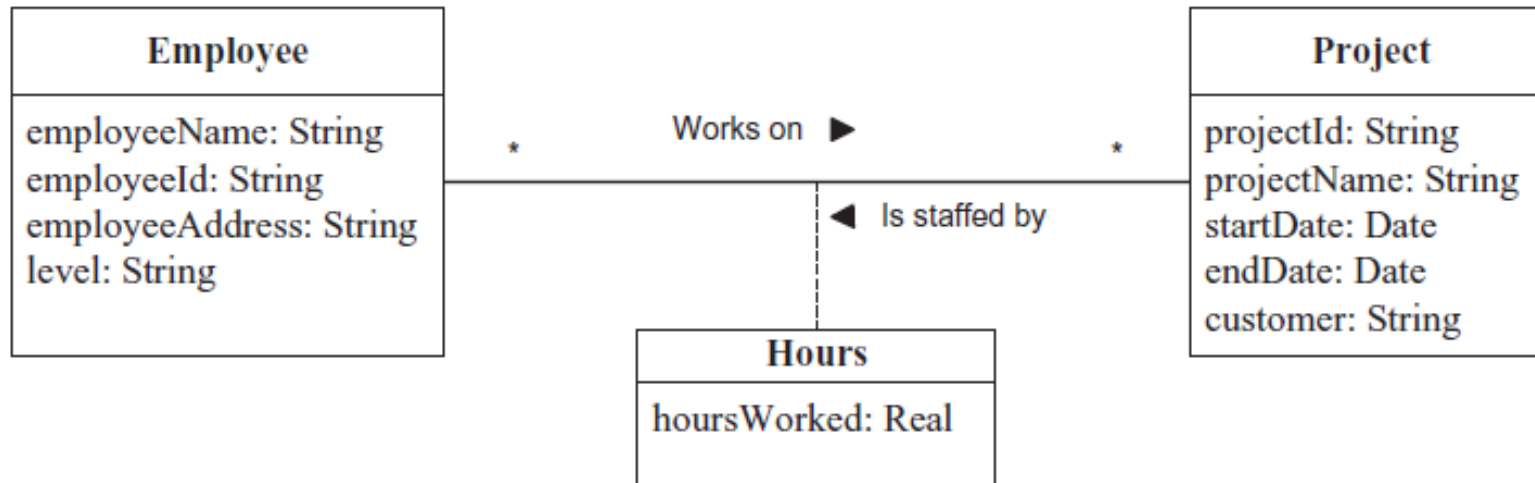 Employee
employeeName: String
employeeId: String
employeeAddress: String
level: String
*
Works on ►
*
◄ Is staffed by
Project
projectId: String
projectName: String
startDate: Date
endDate: Date
customer: String
Hours
hoursWorked: Real